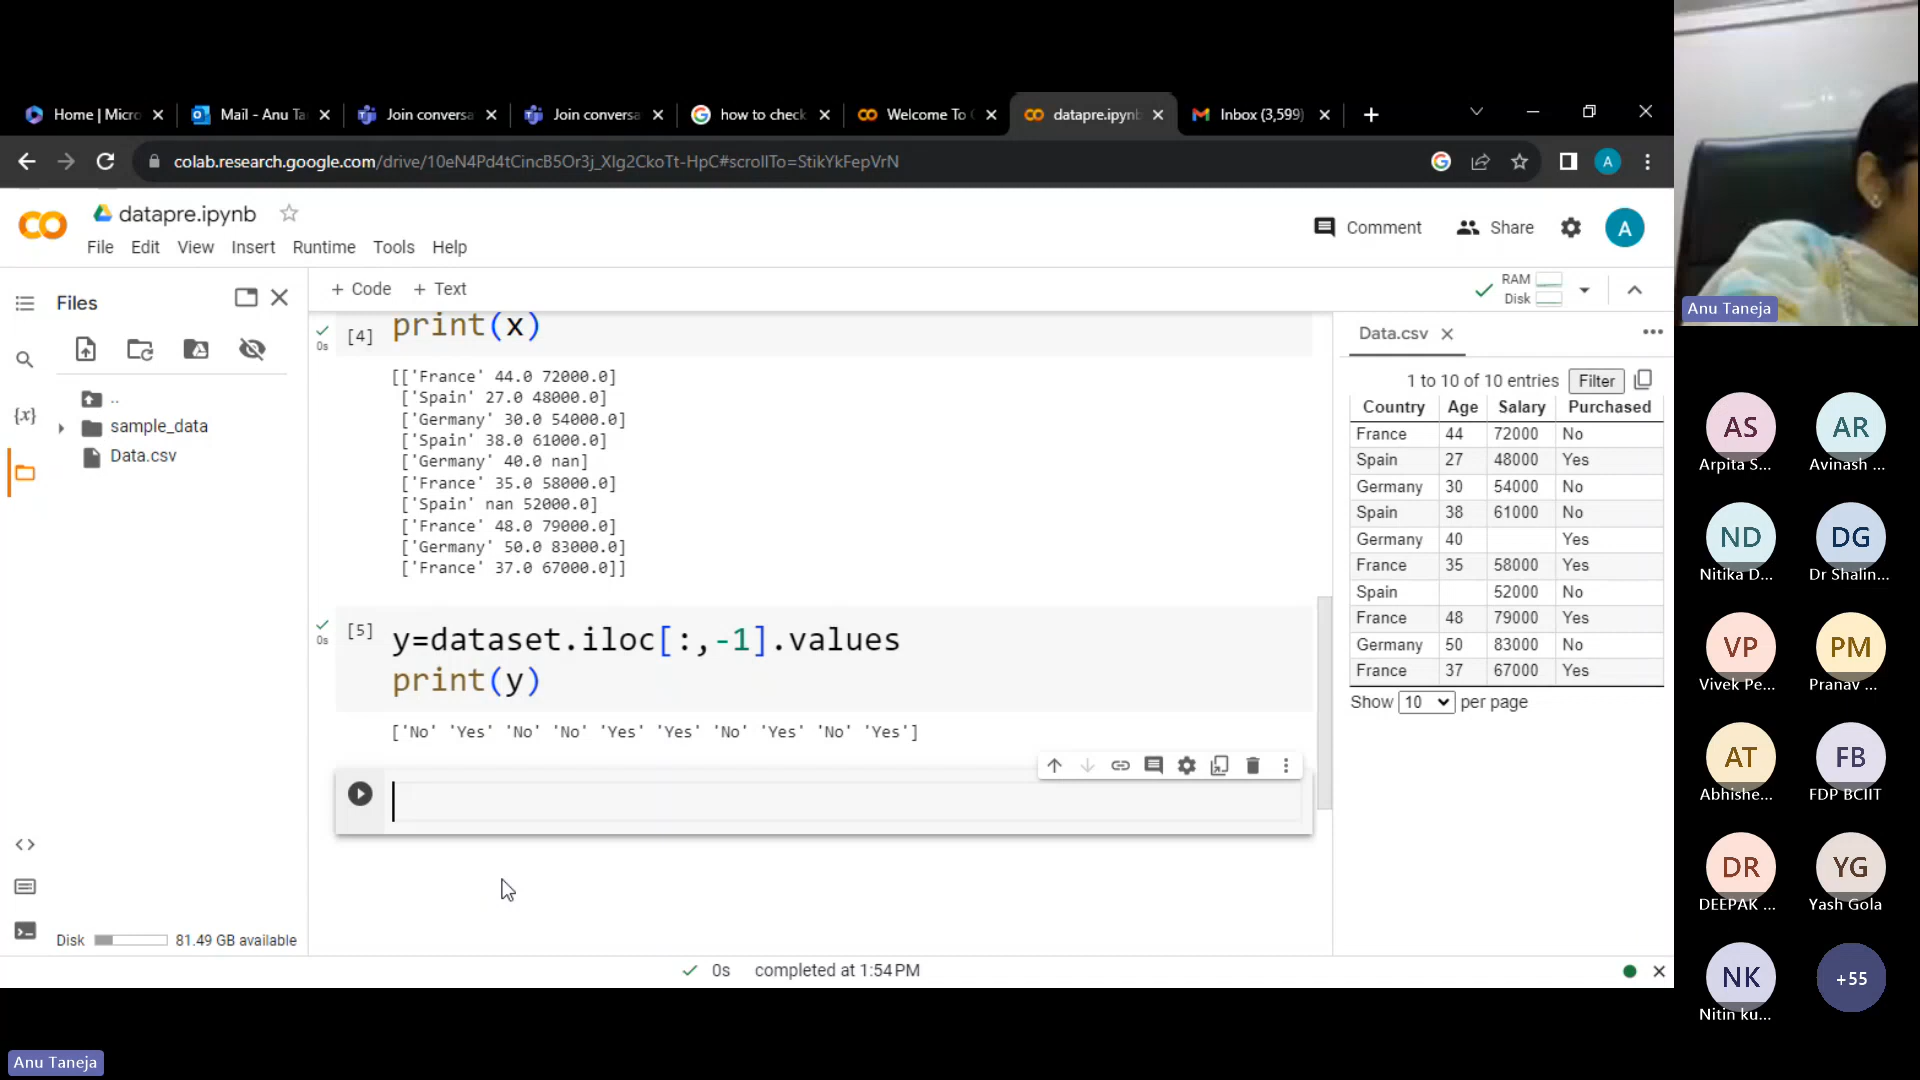 Home | Micro
Mail - Anu Ta
Join conversa
Join conversa
how to check
Welcome To C
datapre.ipynb
Inbox (3,599)
colab.research.google.com/drive/10eN4Pd4tCincB5Or3j_XIg2CkoTt-HpC#scrollTo=StikYkFepVrN
A
datapre.ipynb
File Edit View Insert Runtime Tools Help
Comment
Share
A
Files
+ Code + Text
RAM
Disk
..
sample_data
Data.csv
{x}
Disk 81.49 GB available
0s
[4] print(x)
[['France' 44.0 72000.0]
['Spain' 27.0 48000.0]
['Germany' 30.0 54000.0]
['Spain' 38.0 61000.0]
['Germany' 40.0 nan]
['France' 35.0 58000.0]
['Spain' nan 52000.0]
['France' 48.0 79000.0]
['Germany' 50.0 83000.0]
['France' 37.0 67000.0]]
0s
[5] y=dataset.iloc[:,-1].values
print(y)
['No' 'Yes' 'No' 'No' 'Yes' 'Yes' 'No' 'Yes' 'No' 'Yes']
Data.csv
1 to 10 of 10 entries Filter
Country Age Salary Purchased
France 44 72000 No
Spain 27 48000 Yes
Germany 30 54000 No
Spain 38 61000 No
Germany 40 Yes
France 35 58000 Yes
Spain 52000 No
France 48 79000 Yes
Germany 50 83000 No
France 37 67000 Yes
Show 10 per page
0s completed at 1:54 PM
Anu Taneja
Anu Taneja
AS
Arpita S...
AR
Avinash ...
ND
Nitika D...
DG
Dr Shalin...
VP
Vivek Pe...
PM
Pranav ...
AT
Abhishe...
FB
FDP BCIIT
DR
DEEPAK ...
YG
Yash Gola
NK
Nitin ku...
+55